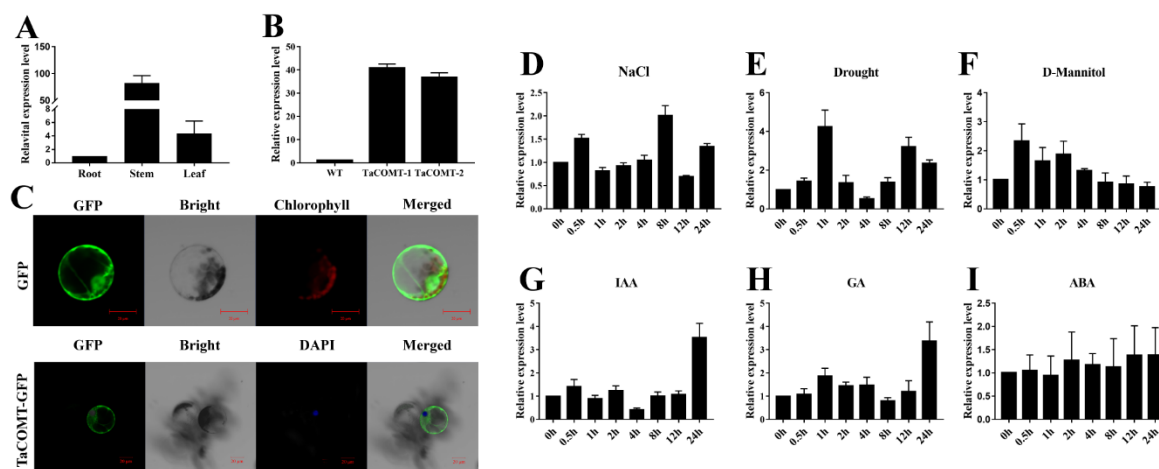 A
Relavital expression level
150
100
50
8
6
4
2
0
Root Stem Leaf
B
Relative expression level
50
40
30
20
10
0
WT TaCOMT-1 TaCOMT-2
C
GFP Bright Chlorophyll Merged
GFP
GFP Bright DAPI Merged
TaCOMT-GFP
D
NaCl
Relative expression level
2.5
2.0
1.5
1.0
0.5
0.0
0h 0.5h 1h 2h 4h 8h 12h 24h
E
Drought
Relative expression level
6
4
2
0
0h 0.5h 1h 2h 4h 8h 12h 24h
F
D-Mannitol
Relative expression level
4
3
2
1
0
0h 0.5h 1h 2h 4h 8h 12h 24h
G
IAA
Relative expression level
5
4
3
2
1
0
0h 0.5h 1h 2h 4h 8h 12h 24h
H
GA
Relative expression level
5
4
3
2
1
0
0h 0.5h 1h 2h 4h 8h 12h 24h
I
ABA
Relative expression level
2.5
2.0
1.5
1.0
0.5
0.0
0h 0.5h 1h 2h 4h 8h 12h 24h